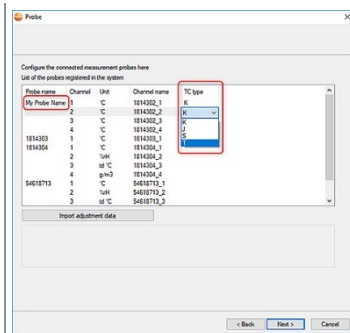 Probe
Configure the connected measurement probes here
List of the probes registered in the system
Probe name Channel Unit Channel name TC type
My Probe Name 1 °C 1814302_1 K
2 °C 1814302_2 K
3 °C 1814302_3 K
4 °C 1814302_4 J
1814303 1 °C 1814303_1 S
1814304 1 °C 1814304_1 T
2 %rH 1814304_2
3 td °C 1814304_3
4 g/m3 1814304_4
54618713 1 °C 54618713_1
2 %rH 54618713_2
3 td °C 54618713_3
Import adjustment data
< Back Next > Cancel